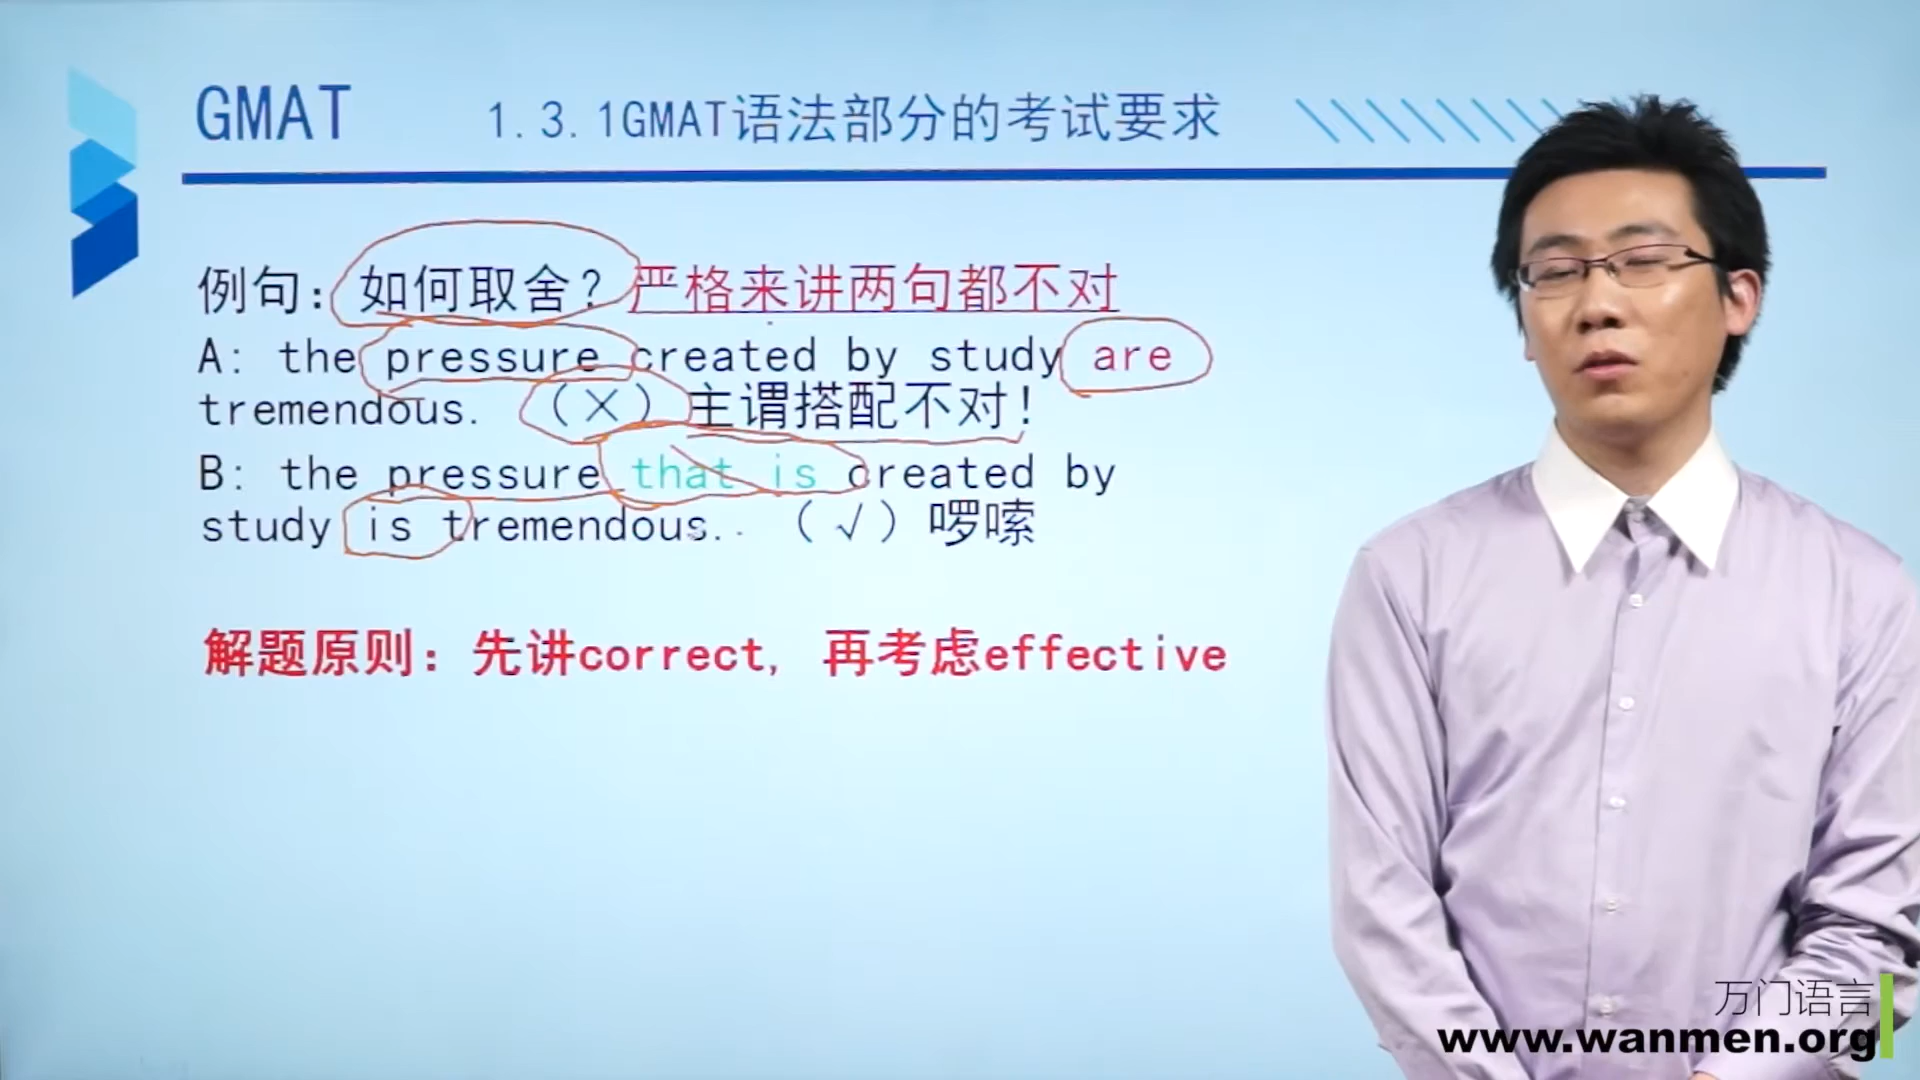 GMAT
1.3.1GMAT语法部分的考试要求
例句：如何取舍？严格来讲两句都不对
A: the pressure created by study are
tremendous. （×）主谓搭配不对！
B: the pressure that is created by
study is tremendous. （√）啰嗦
解题原则：先讲correct，再考虑effective
万门语言
www.wanmen.org